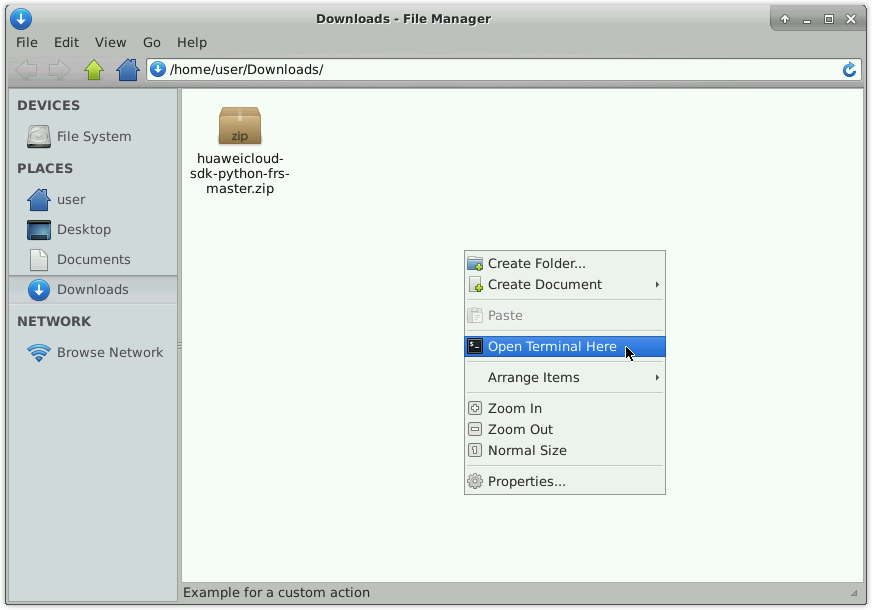 Downloads - File Manager
File Edit View Go Help
/home/user/Downloads/
DEVICES
File System
PLACES
user
Desktop
Documents
Downloads
NETWORK
Browse Network
zip
huaweicloud-
sdk-python-frs-
master.zip
Create Folder...
Create Document
Paste
Open Terminal Here
Arrange Items
Zoom In
Zoom Out
Normal Size
Properties...
Example for a custom action